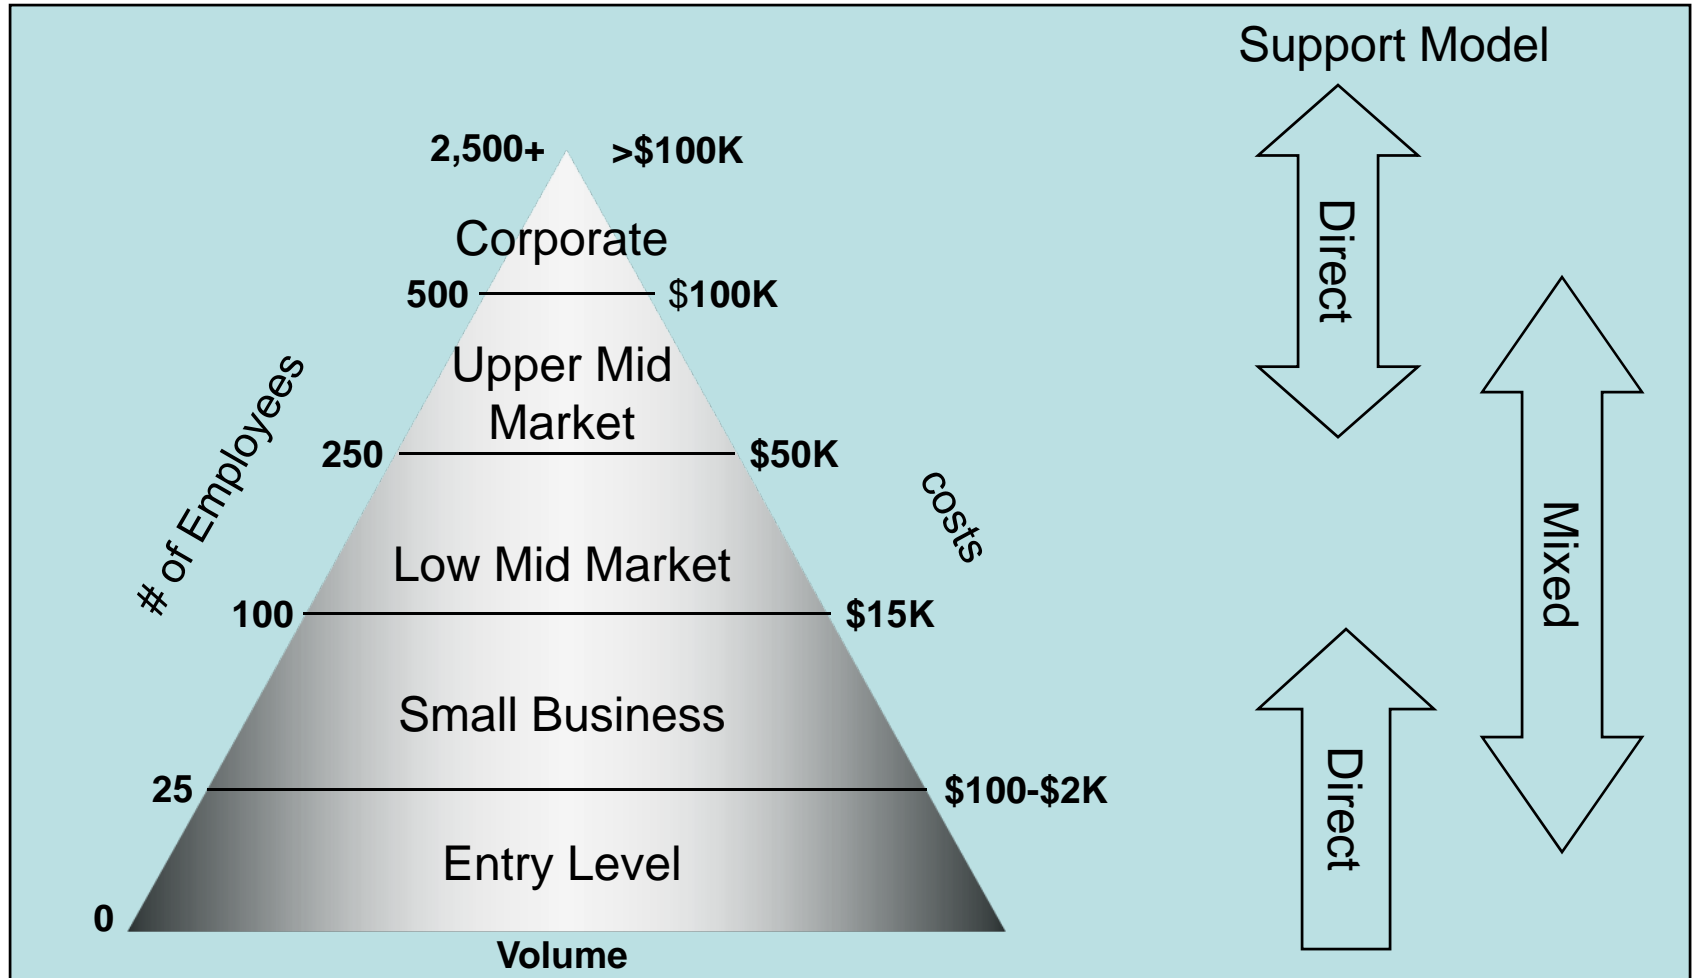 Support Model
2,500+ >$100K
Corporate
500 $100K
Upper Mid
Market
250 $50K
Low Mid Market
100 $15K
Small Business
25 $100-$2K
Entry Level
0
Volume
# of Employees
costs
Direct
Mixed
Direct